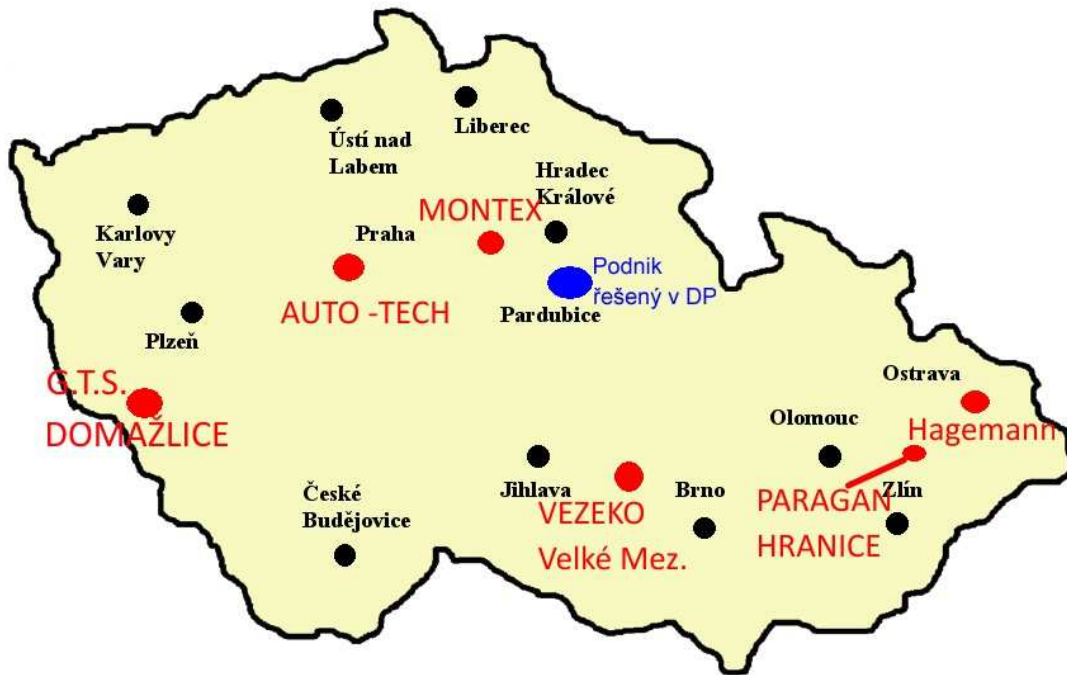 Ústí nad
Labem
Liberec
Hradec
Králové
MONTEX
Karlovy
Vary
Praha
Podnik
řešený v DP
AUTO -TECH
Pardubice
Plzeň
G.T.S.
DOMAŽLICE
Ostrava
Hagemann
Olomouc
České
Budějovice
Jihlava
VEZEKO
Velké Mez.
Brno
Zlín
PARAGAN
HRANICE